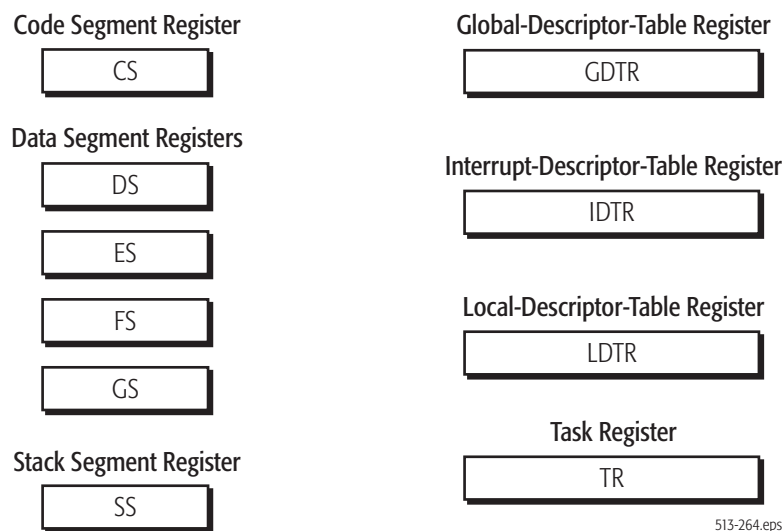 Code Segment Register
CS
Data Segment Registers
DS
ES
FS
GS
Stack Segment Register
SS
Global-Descriptor-Table Register
GDTR
Interrupt-Descriptor-Table Register
IDTR
Local-Descriptor-Table Register
LDTR
Task Register
TR
513-264.eps